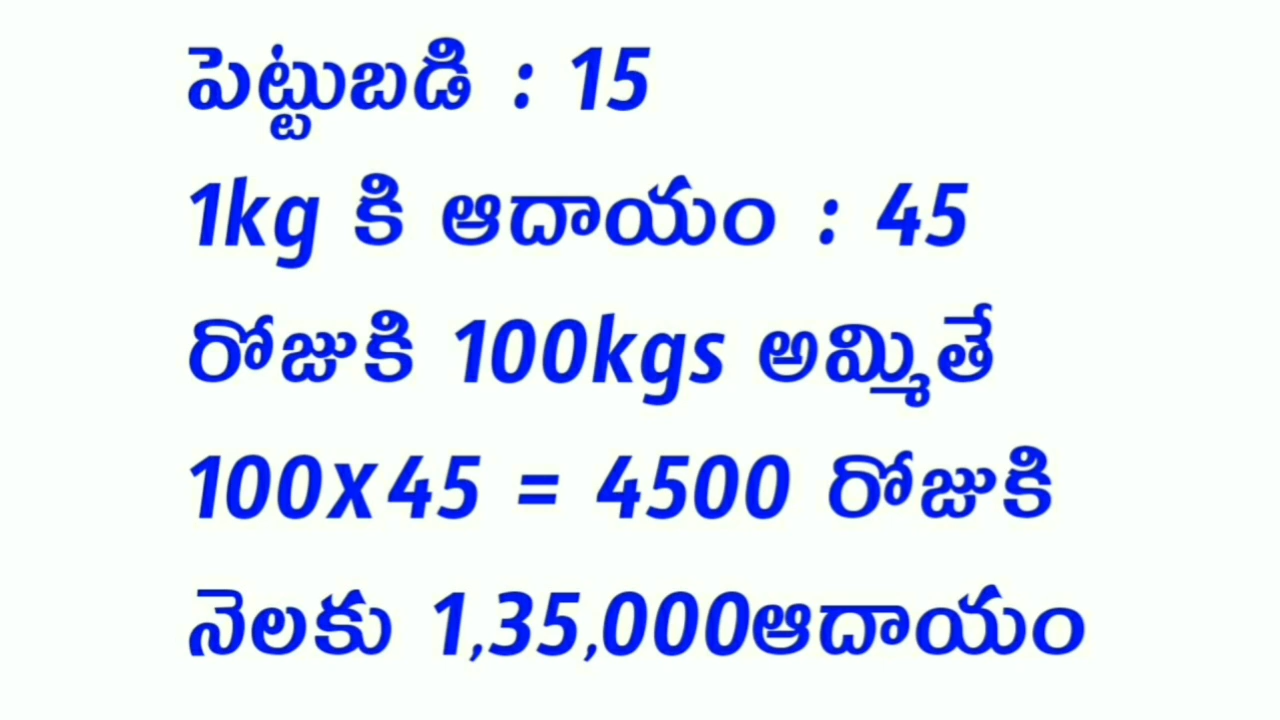 పెట్టుబడి : 15
1kg కి ఆదాయం : 45
రోజుకి 100kgs అమ్మితే
100x45 = 4500 రోజుకి
నెలకు 1,35,000ఆదాయం